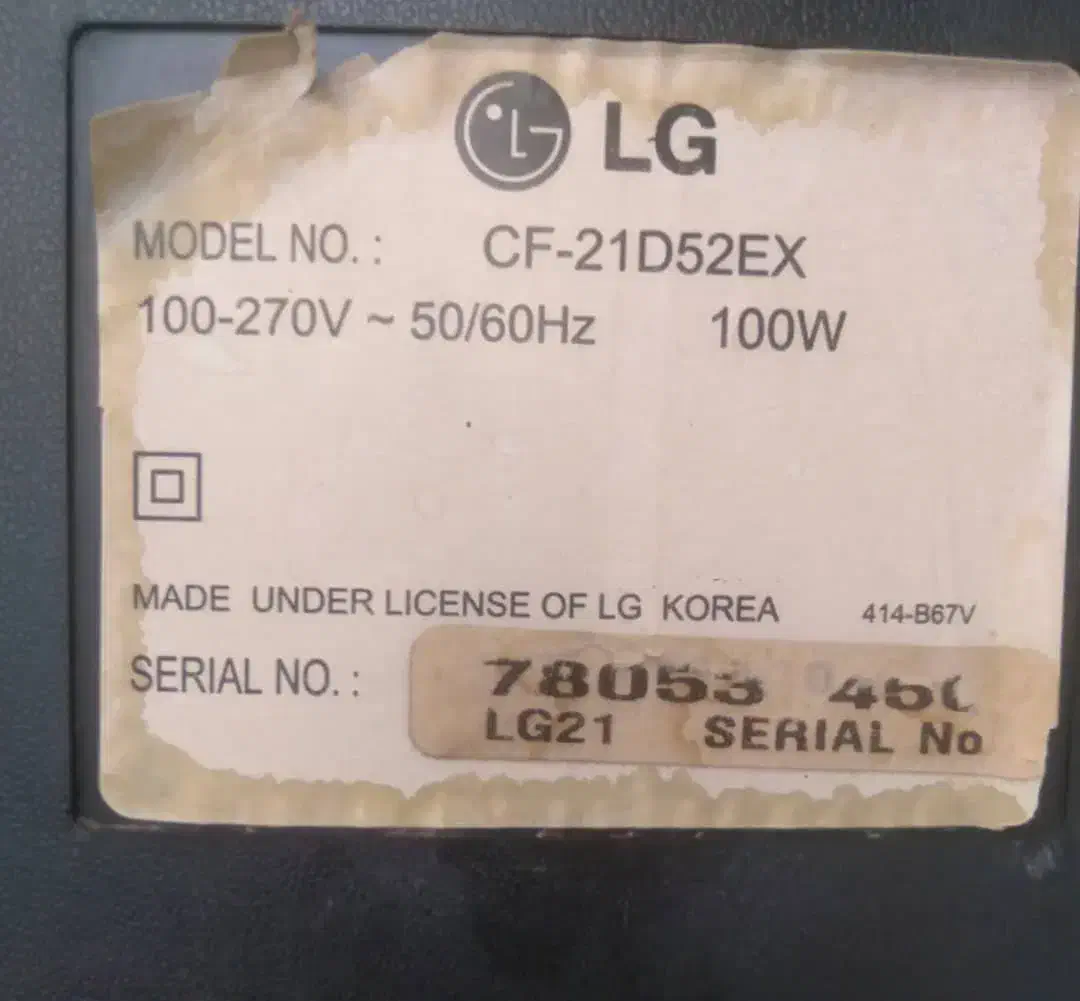 LG
MODEL NO. : CF-21D52EX
100-270V ~ 50/60Hz 100W
MADE UNDER LICENSE OF LG KOREA 414-B67V
SERIAL NO. : 78053
LG21 SERIAL No